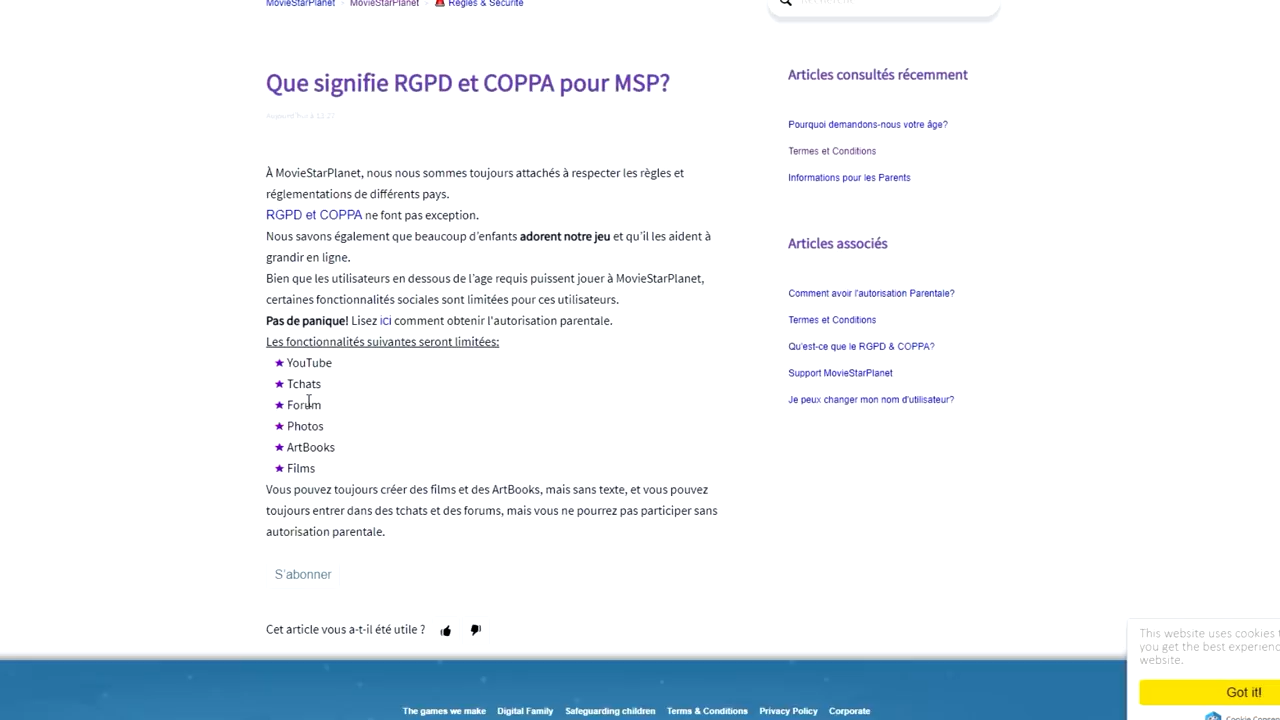 MovieStarPlanet
MovieStarPlanet
Règles & Sécurité
Que signifie RGPD et COPPA pour MSP?
À MovieStarPlanet, nous nous sommes toujours attachés à respecter les règles et
réglementations de différents pays.
RGPD et COPPA ne font pas exception.
Nous savons également que beaucoup d'enfants adorent notre jeu et qu'il les aident à
grandir en ligne.
Bien que les utilisateurs en dessous de l'age requis puissent jouer à MovieStarPlanet,
certaines fonctionnalités sociales sont limitées pour ces utilisateurs.
Pas de panique! Lisez ici comment obtenir l'autorisation parentale.
Les fonctionnalités suivantes seront limitées:
YouTube
Tchats
Forum
Photos
ArtBooks
Films
Vous pouvez toujours créer des films et des ArtBooks, mais sans texte, et vous pouvez
toujours entrer dans des tchats et des forums, mais vous ne pourrez pas participer sans
autorisation parentale.
S'abonner
Cet article vous a-t-il été utile ?
Articles consultés récemment
Pourquoi demandons-nous votre âge?
Termes et Conditions
Informations pour les Parents
Articles associés
Comment avoir l'autorisation Parentale?
Termes et Conditions
Qu'est-ce que le RGPD & COPPA?
Support MovieStarPlanet
Je peux changer mon nom d'utilisateur?
This website uses cookies
you get the best
website.
Got it!
The games we make Digital Family Safeguarding children Terms & Conditions Privacy Policy Corporate